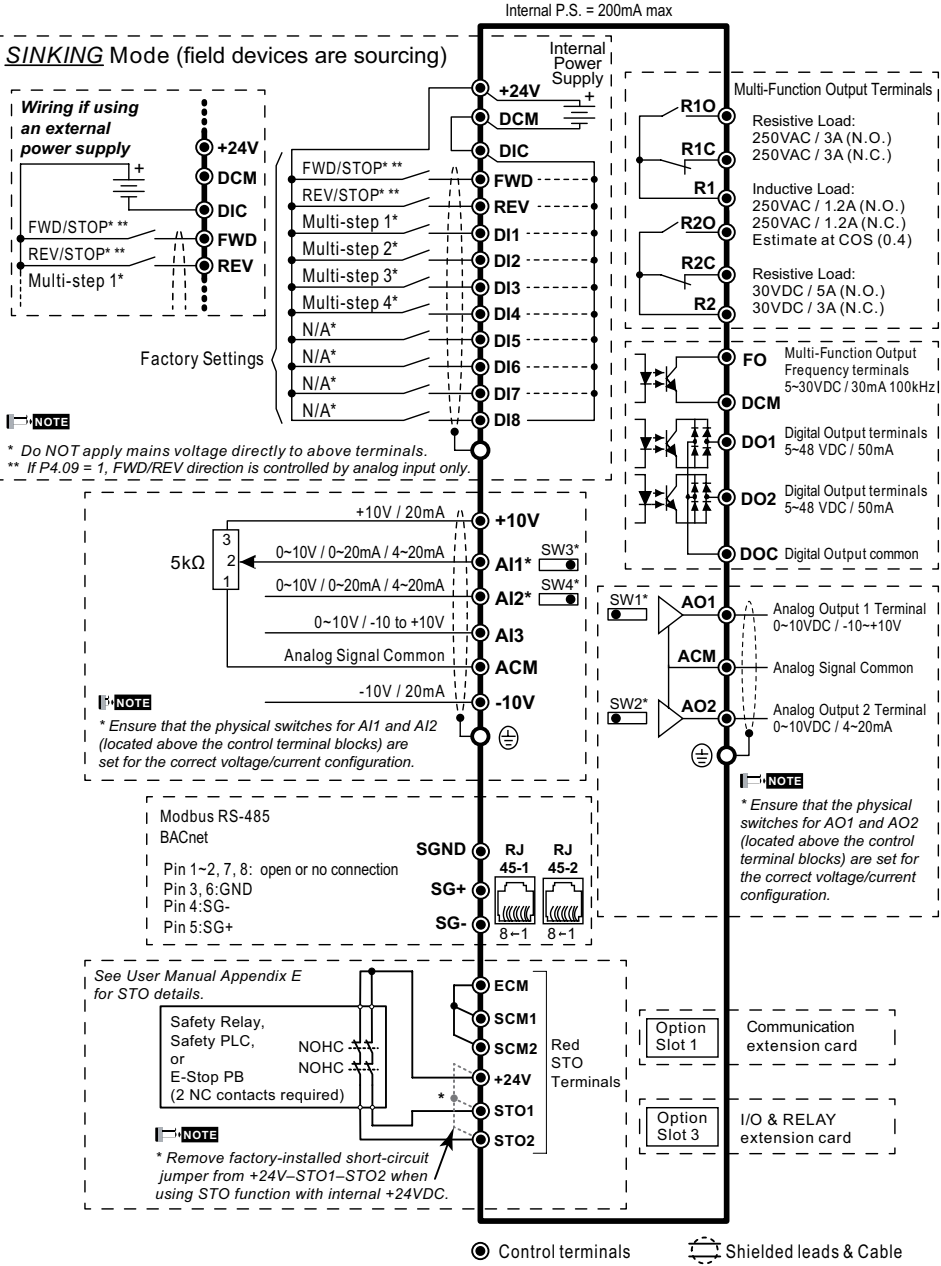 Internal P.S. = 200mA max
SINKING Mode (field devices are sourcing)
Wiring if using
an external
power supply
+
+24V
DCM
DIC
FWD
REV
FWD/STOP* **
REV/STOP* **
Multi-step 1*
Internal
Power
Supply
+
+24V
DCM
DIC
FWD/STOP* **
FWD
REV/STOP* **
REV
Multi-step 1*
DI1
Multi-step 2*
DI2
Multi-step 3*
DI3
Multi-step 4*
DI4
N/A*
DI5
N/A*
DI6
N/A*
DI7
N/A*
DI8
Factory Settings
NOTE
* Do NOT apply mains voltage directly to above terminals.
** If P4.09 = 1, FWD/REV direction is controlled by analog input only.
Multi-Function Output Terminals
R1O
R1C
R1
R2O
R2C
R2
Resistive Load:
250VAC / 3A (N.O.)
250VAC / 3A (N.C.)
Inductive Load:
250VAC / 1.2A (N.O.)
250VAC / 1.2A (N.C.)
Estimate at COS (0.4)
Resistive Load:
30VDC / 5A (N.O.)
30VDC / 3A (N.C.)
FO
Multi-Function Output
Frequency terminals
5~30VDC / 30mA 100kHz
DCM
DO1
Digital Output terminals
5~48 VDC / 50mA
DO2
Digital Output terminals
5~48 VDC / 50mA
DOC Digital Output common
+10V / 20mA
+10V
5kΩ
3
2
1
0~10V / 0~20mA / 4~20mA
AI1*
SW3*
0~10V / 0~20mA / 4~20mA
AI2*
SW4*
0~10V / -10 to +10V
AI3
Analog Signal Common
ACM
-10V / 20mA
-10V
NOTE
* Ensure that the physical switches for AI1 and AI2
(located above the control terminal blocks) are
set for the correct voltage/current configuration.
SW1*
AO1
Analog Output 1 Terminal
0~10VDC / -10~+10V
ACM
Analog Signal Common
SW2*
AO2
Analog Output 2 Terminal
0~10VDC / 4~20mA
NOTE
* Ensure that the physical
switches for AO1 and AO2
(located above the control
terminal blocks) are set for
the correct voltage/current
configuration.
Modbus RS-485
BACnet
Pin 1~2, 7, 8: open or no connection
Pin 3, 6:GND
Pin 4:SG-
Pin 5:SG+
SGND
SG+
SG-
RJ
45-1
8←1
RJ
45-2
8←1
See User Manual Appendix E
for STO details.
Safety Relay,
Safety PLC,
or
E-Stop PB
(2 NC contacts required)
NOHC
NOHC
*
ECM
SCM1
SCM2
+24V
STO1
STO2
Red
STO
Terminals
NOTE
* Remove factory-installed short-circuit
jumper from +24V–STO1–STO2 when
using STO function with internal +24VDC.
Option
Slot 1
Communication
extension card
Option
Slot 3
I/O & RELAY
extension card
Control terminals
Shielded leads & Cable